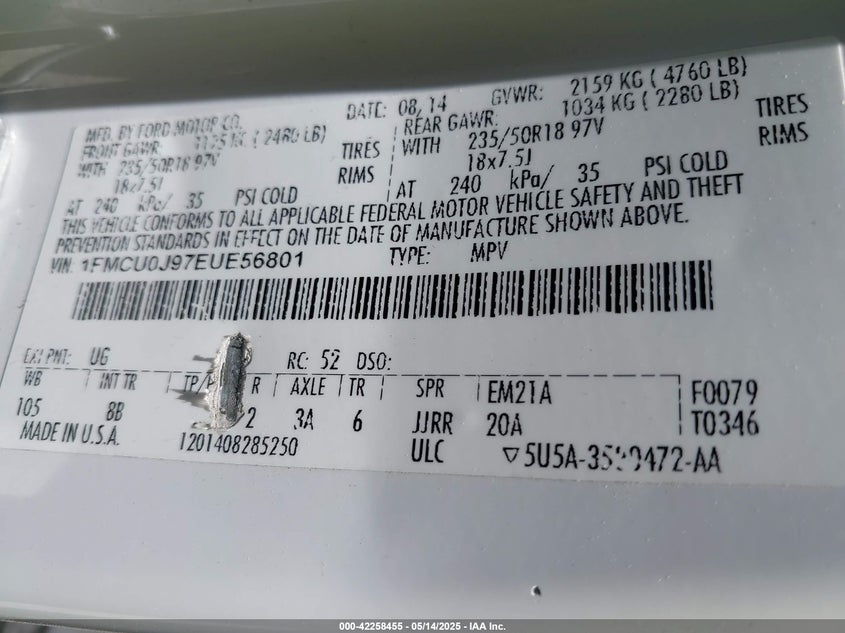 MFD. BY FORD MOTOR CO.
DATE: 08/14 GVWR: 2159 KG ( 4760 LB)
FRONT GAWR: 1125 KG ( 2480 LB)
REAR GAWR: 1034 KG ( 2280 LB)
WITH 235/50R18 97V TIRES
WITH 235/50R18 97V TIRES
18x7.5J RIMS
18x7.5J RIMS
AT 240 kPa/ 35 PSI COLD
AT 240 kPa/ 35 PSI COLD
THIS VEHICLE CONFORMS TO ALL APPLICABLE FEDERAL MOTOR VEHICLE SAFETY AND THEFT
PREVENTION STANDARDS IN EFFECT ON THE DATE OF MANUFACTURE SHOWN ABOVE.
VIN: 1FMCU0J97EUE56801 TYPE: MPV
EXT PNT: UG RC: 52 DSO:
WB INT TR TP/ R AXLE TR SPR EM21A F0079
105 8B 2 3A 6 JJRR 20A T0346
MADE IN U.S.A. 1201408285250 ULC ▽5U5A-
000-42258455 - 05/14/2025 - IAA Inc.